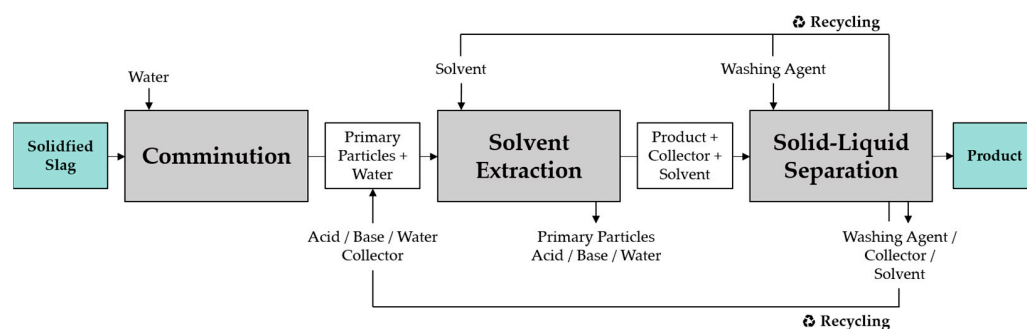 ♻ Recycling
Water
Solvent
Washing Agent
Solidfied
Slag
Comminution
Primary
Particles +
Water
Solvent
Extraction
Product +
Collector +
Solvent
Solid-Liquid
Separation
Product
Acid / Base / Water
Collector
Primary Particles
Acid / Base / Water
Washing Agent /
Collector /
Solvent
♻ Recycling